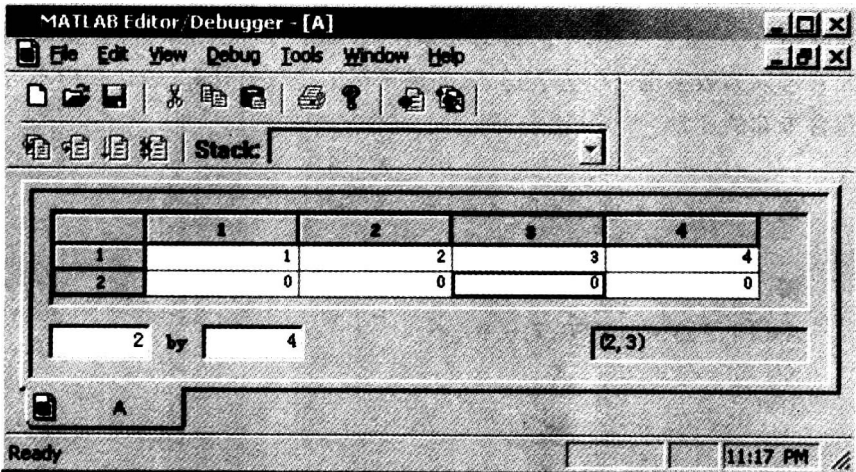 MATLAB Editor/Debugger - [A]
File Edit View Debug Tools Window Help
Stack:
1 2 3 4
1 1 2 3 4
2 0 0 0 0
2 by 4 (2, 3)
A
Ready 11:17 PM